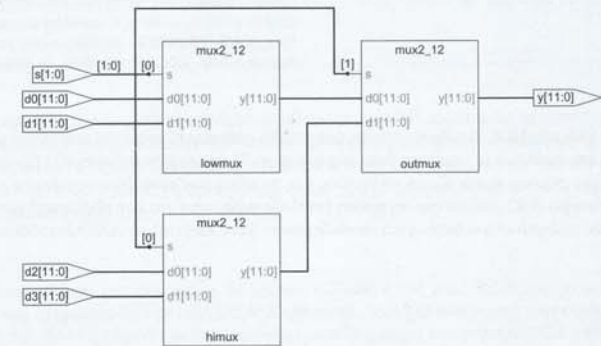 mux2_12
mux2_12
s[1:0]
[1:0]
[0]
s
[1]
s
d0[11:0]
d0[11:0]
y[11:0]
d0[11:0]
y[11:0]
y[11:0]
d1[11:0]
d1[11:0]
d1[11:0]
lowmux
outmux
mux2_12
[0]
s
d2[11:0]
d0[11:0]
y[11:0]
d3[11:0]
d1[11:0]
himux